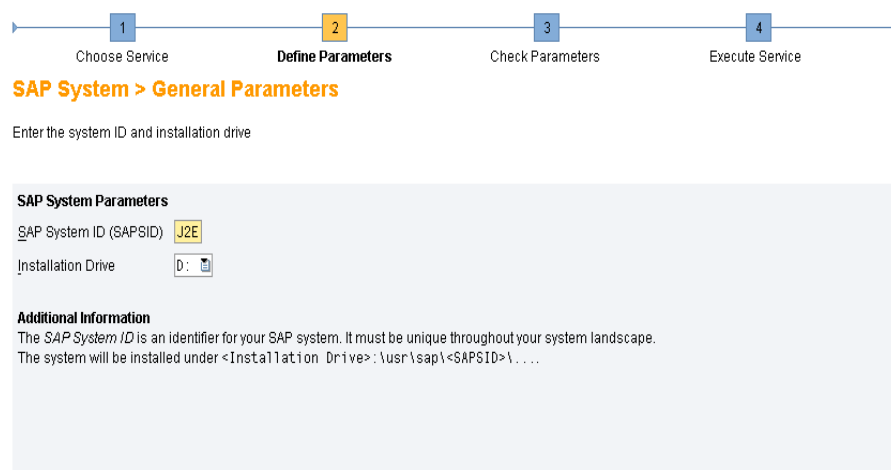 1 2 3 4
Choose Service Define Parameters Check Parameters Execute Service
SAP System > General Parameters
Enter the system ID and installation drive
SAP System Parameters
SAP System ID (SAPSID) J2E
Installation Drive D:
Additional Information
The SAP System ID is an identifier for your SAP system. It must be unique throughout your system landscape.
The system will be installed under <Installation Drive>:\usr\sap\<SAPSID>\....